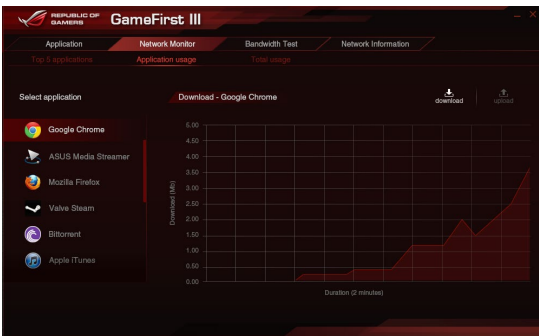 REPUBLIC OF
GAMERS
GameFirst III
Application Network Monitor Bandwidth Test Network Information
Top 5 applications Application usage Total usage
Select application
Download - Google Chrome
download upload
Google Chrome
ASUS Media Streamer
Mozilla Firefox
Valve Steam
Bittorrent
Apple iTunes
Download (Mb)
5.00
4.50
4.00
3.50
3.00
2.50
2.00
1.50
1.00
0.50
0.00
Duration (2 minutes)